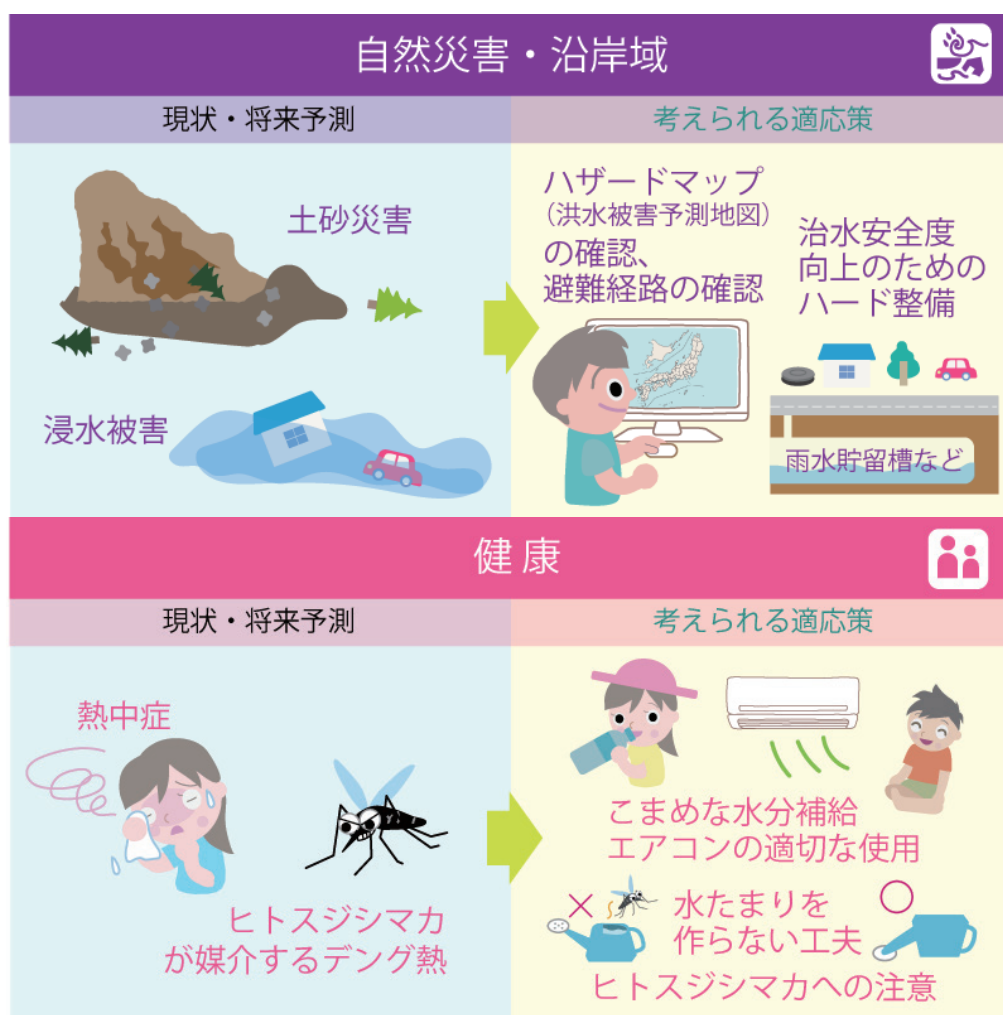 自然災害・沿岸域
現状・将来予測
考えられる適応策
土砂災害
浸水被害
ハザードマップ
（洪水被害予測地図）
の確認、
避難経路の確認
治水安全度
向上のための
ハード整備
雨水貯留槽など
健康
現状・将来予測
考えられる適応策
熱中症
ヒトスジシマカ
が媒介するデング熱
こまめな水分補給
エアコンの適切な使用
水たまりを
作らない工夫
ヒトスジシマカへの注意